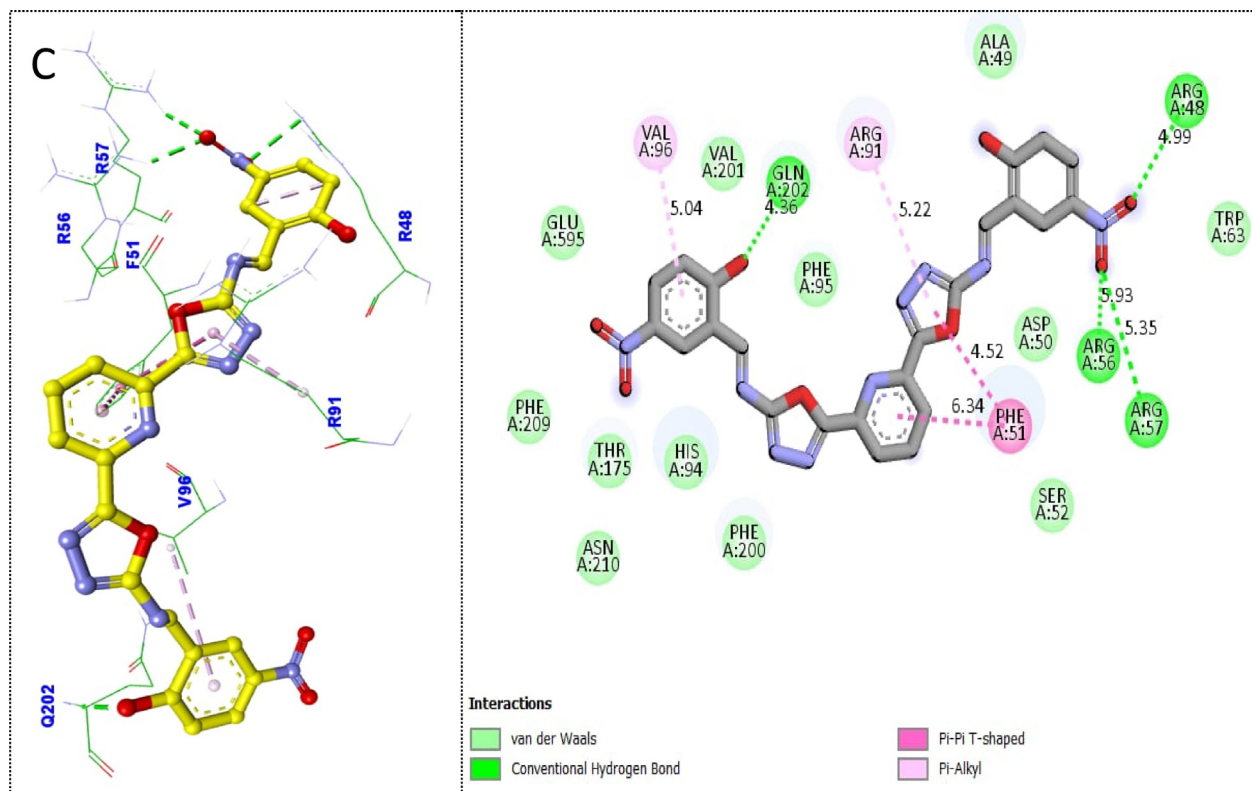 C
R57
R56
F51
R48
R91
V96
Q202
ALA
A:49
ARG
A:48
4.99
VAL
A:96
VAL
A:201
GLN
A:202
4.36
ARG
A:91
5.04
5.22
GLU
A:595
TRP
A:63
PHE
A:95
ASP
A:50
5.93
5.35
ARG
A:56
4.52
6.34
PHE
A:51
ARG
A:57
PHE
A:209
THR
A:175
HIS
A:94
SER
A:52
PHE
A:200
ASN
A:210
Interactions
van der Waals
Conventional Hydrogen Bond
Pi-Pi T-shaped
Pi-Alkyl